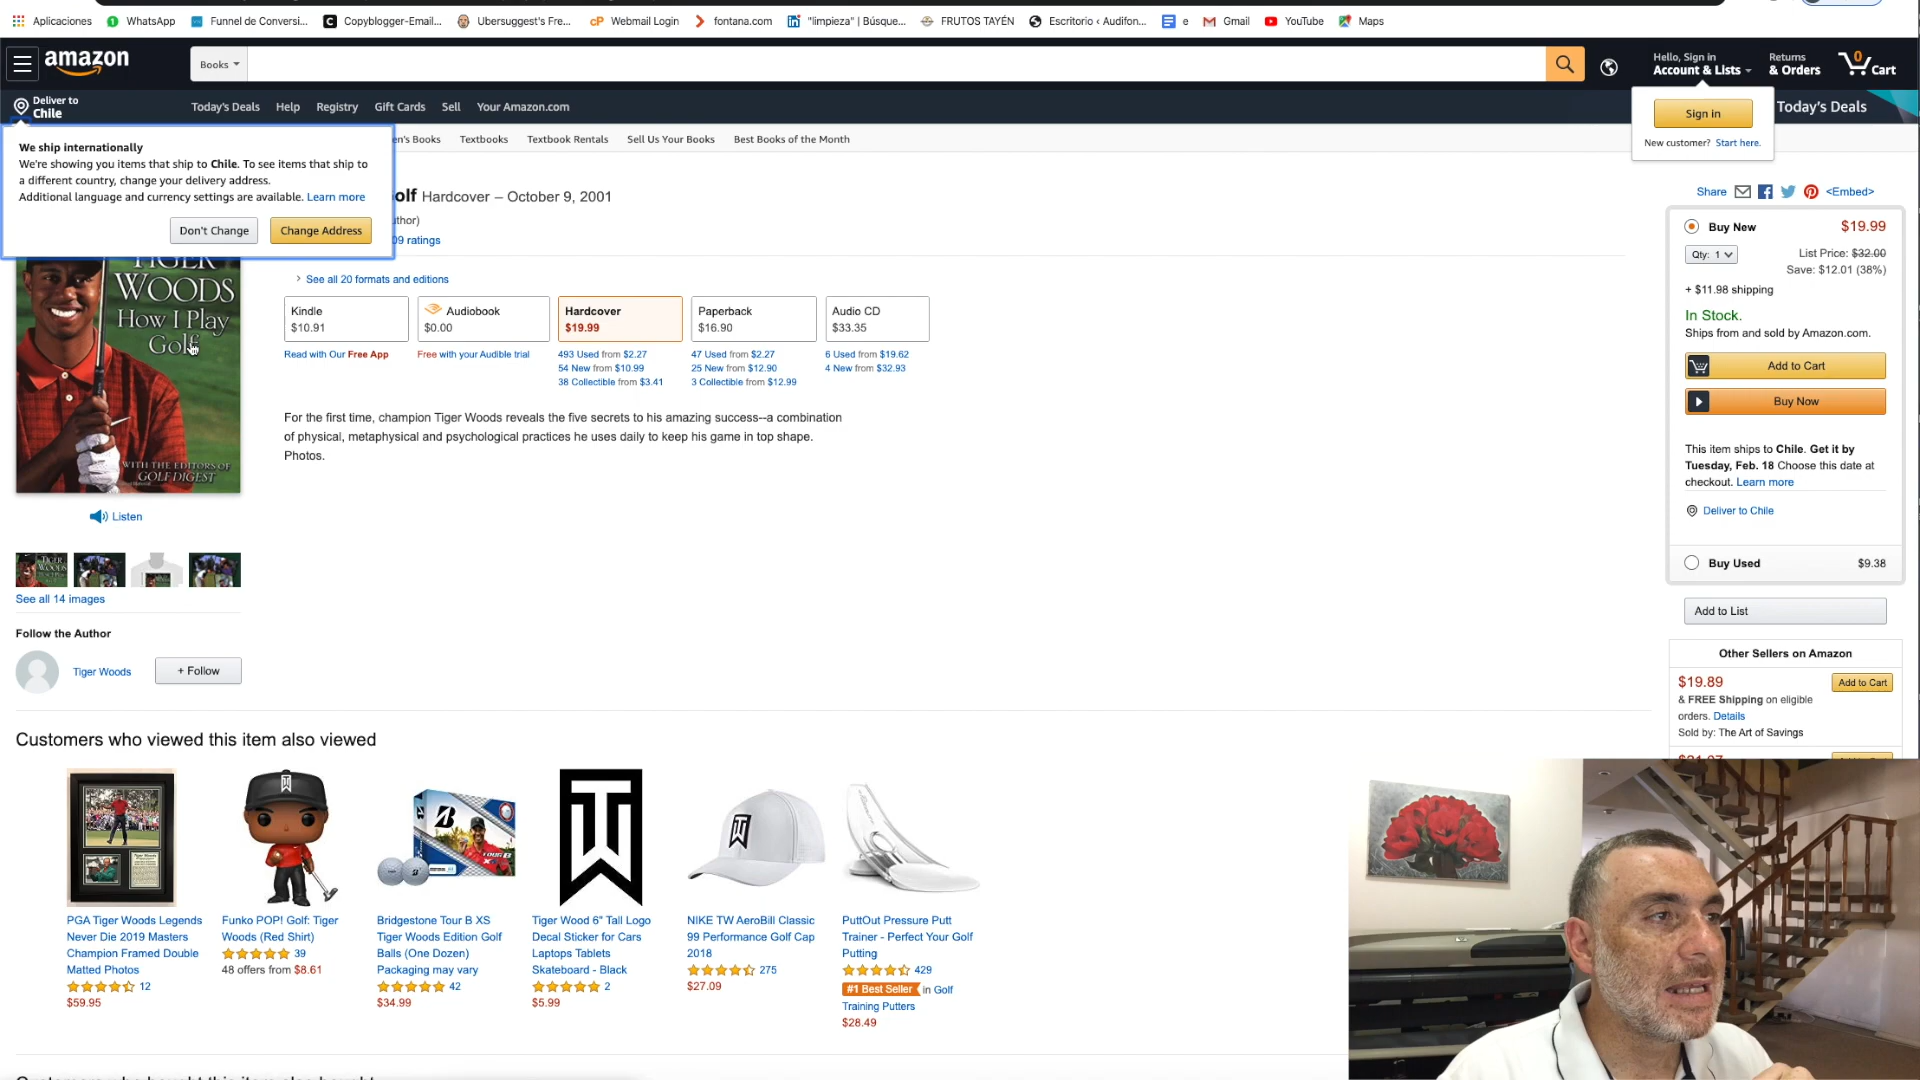 Aplicaciones
WhatsApp
Funnel de Conversi...
Copyblogger-Email...
Ubersuggest's Fre...
Webmail Login
fontana.com
"limpieza" | Búsque...
FRUTOS TAYÉN
Escritorio ‹ Audifon...
e
Gmail
YouTube
Maps
amazon
Books
Hello, Sign in
Account & Lists
Returns
& Orders
0
Cart
Deliver to
Chile
Today's Deals
Help
Registry
Gift Cards
Sell
Your Amazon.com
Sign in
New customer? Start here.
Today's Deals
en's Books
Textbooks
Textbook Rentals
Sell Us Your Books
Best Books of the Month
We ship internationally
We're showing you items that ship to Chile. To see items that ship to
a different country, change your delivery address.
Additional language and currency settings are available. Learn more
Don't Change
Change Address
olf Hardcover – October 9, 2001
uthor)
09 ratings
Share
<Embed>
TIGER
WOODS
How I Play
Golf
WITH THE EDITORS OF
GOLF DIGEST
Listen
See all 14 images
Follow the Author
Tiger Woods
+ Follow
See all 20 formats and editions
Kindle
$10.91
Read with Our Free App
Audiobook
$0.00
Free with your Audible trial
Hardcover
$19.99
493 Used from $2.27
54 New from $10.99
38 Collectible from $3.41
Paperback
$16.90
47 Used from $2.27
25 New from $12.90
3 Collectible from $12.99
Audio CD
$33.35
6 Used from $19.62
4 New from $32.93
For the first time, champion Tiger Woods reveals the five secrets to his amazing success--a combination
of physical, metaphysical and psychological practices he uses daily to keep his game in top shape.
Photos.
Buy New
$19.99
Qty: 1
List Price: $32.00
Save: $12.01 (38%)
+ $11.98 shipping
In Stock.
Ships from and sold by Amazon.com.
Add to Cart
Buy Now
This item ships to Chile. Get it by
Tuesday, Feb. 18 Choose this date at
checkout. Learn more
Deliver to Chile
Buy Used
$9.38
Add to List
Other Sellers on Amazon
$19.89
Add to Cart
& FREE Shipping on eligible
orders. Details
Sold by: The Art of Savings
Customers who viewed this item also viewed
PGA Tiger Woods Legends
Never Die 2019 Masters
Champion Framed Double
Matted Photos
12
$59.95
Funko POP! Golf: Tiger
Woods (Red Shirt)
39
48 offers from $8.61
Bridgestone Tour B XS
Tiger Woods Edition Golf
Balls (One Dozen)
Packaging may vary
42
$34.99
Tiger Wood 6" Tall Logo
Decal Sticker for Cars
Laptops Tablets
Skateboard - Black
2
$5.99
NIKE TW AeroBill Classic
99 Performance Golf Cap
2018
275
$27.09
PuttOut Pressure Putt
Trainer - Perfect Your Golf
Putting
429
#1 Best Seller in Golf
Training Putters
$28.49